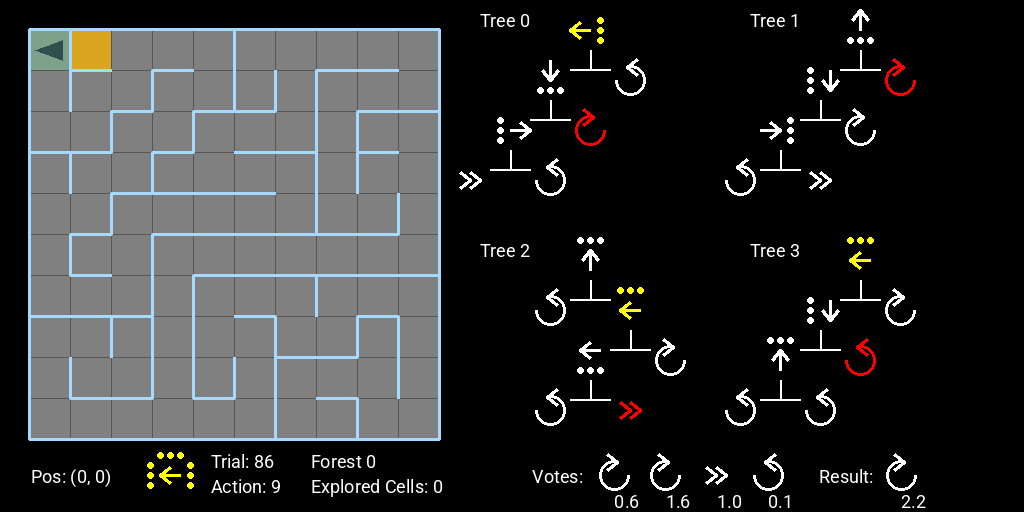 Tree 0
Tree 1
Tree 2
Tree 3
Pos: (0, 0)
Trial: 86
Forest 0
Action: 9
Explored Cells: 0
Votes:
0.6
1.6
1.0
0.1
Result:
2.2